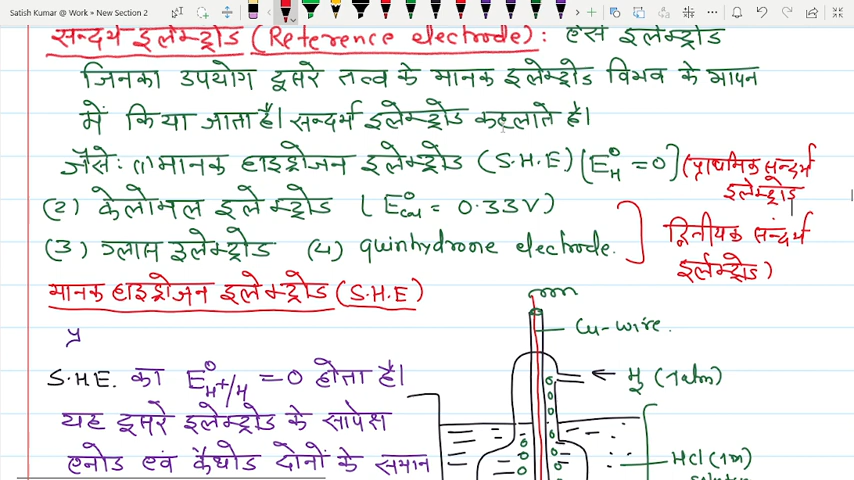 Satish Kumar @ Work » New Section 2
सन्दर्भ इलेक्ट्रोड (Reference electrode): ऐसे इलेक्ट्रोड
जिनका उपयोग दुसरे तत्व के मानक इलेक्ट्रोड विभव के मापन
में किया जाता है। सन्दर्भ इलेक्ट्रोड कहलाते है।
जैसे: (1) मानक हाइड्रोजन इलेक्ट्रोड (S.H.E) (E°H = 0) (प्राथमिक सन्दर्भ
इलेक्ट्रोड
(2) केलोमल इलेक्ट्रोड (E°Cal = 0.33V)
(3) ग्लास इलेक्ट्रोड (4) quinhydrone electrode.
द्वितीयक संन्दर्भ
इलेक्ट्रोड)
मानक हाइड्रोजन इलेक्ट्रोड (S.H.E)
Cu-wire.
S.H.E. का E°H+/H = 0 होता है।
(1 atm)
यह दुसरे इलेक्ट्रोड के सापेक्ष
एनोड एवं कैथोड दोनों के समान
HCl (1m)